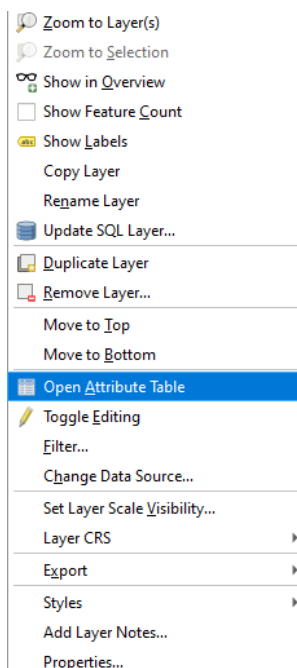 Zoom to Layer(s)
Zoom to Selection
Show in Overview
Show Feature Count
abc Show Labels
Copy Layer
Rename Layer
Update SQL Layer...
Duplicate Layer
Remove Layer...
Move to Top
Move to Bottom
Open Attribute Table
Toggle Editing
Filter...
Change Data Source...
Set Layer Scale Visibility...
Layer CRS
Export
Styles
Add Layer Notes...
Properties...